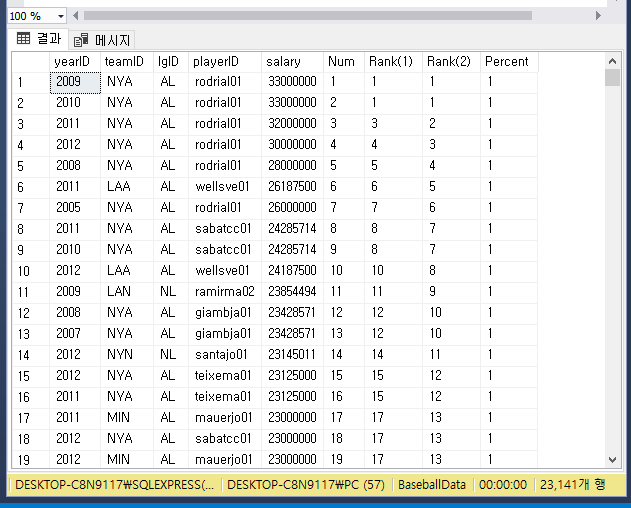 100 %
결과 메시지
yearID teamID lgID playerID salary Num Rank(1) Rank(2) Percent
1 2009 NYA AL rodrial01 33000000 1 1 1 1
2 2010 NYA AL rodrial01 33000000 2 1 1 1
3 2011 NYA AL rodrial01 32000000 3 3 2 1
4 2012 NYA AL rodrial01 30000000 4 4 3 1
5 2008 NYA AL rodrial01 28000000 5 5 4 1
6 2011 LAA AL wellsve01 26187500 6 6 5 1
7 2005 NYA AL rodrial01 26000000 7 7 6 1
8 2011 NYA AL sabatcc01 24285714 8 8 7 1
9 2010 NYA AL sabatcc01 24285714 9 8 7 1
10 2012 LAA AL wellsve01 24187500 10 10 8 1
11 2009 LAN NL ramirma02 23854494 11 11 9 1
12 2008 NYA AL giambja01 23428571 12 12 10 1
13 2007 NYA AL giambja01 23428571 13 12 10 1
14 2012 NYN NL santajo01 23145011 14 14 11 1
15 2012 NYA AL teixema01 23125000 15 15 12 1
16 2011 NYA AL teixema01 23125000 16 15 12 1
17 2011 MIN AL mauerjo01 23000000 17 17 13 1
18 2012 NYA AL sabatcc01 23000000 18 17 13 1
19 2012 MIN AL mauerjo01 23000000 19 17 13 1
DESKTOP-C8N9117₩SQLEXPRESS(... DESKTOP-C8N9117₩PC (57) BaseballData 00:00:00 23,141개 행